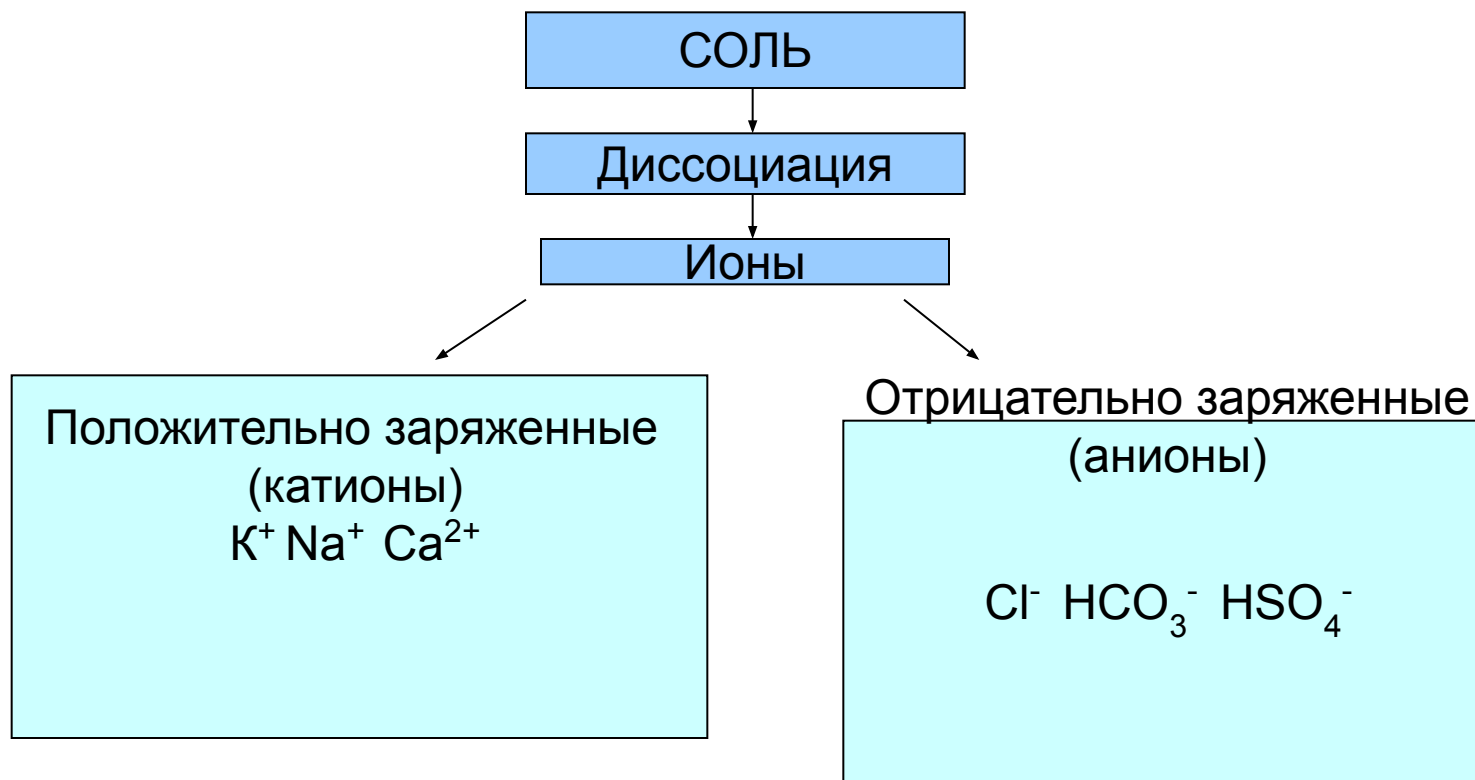 СОЛЬ
Диссоциация
Ионы
Положительно заряженные
(катионы)
К⁺ Na⁺ Ca²⁺
Отрицательно заряженные
(анионы)
Cl⁻ HCO₃⁻ HSO₄⁻